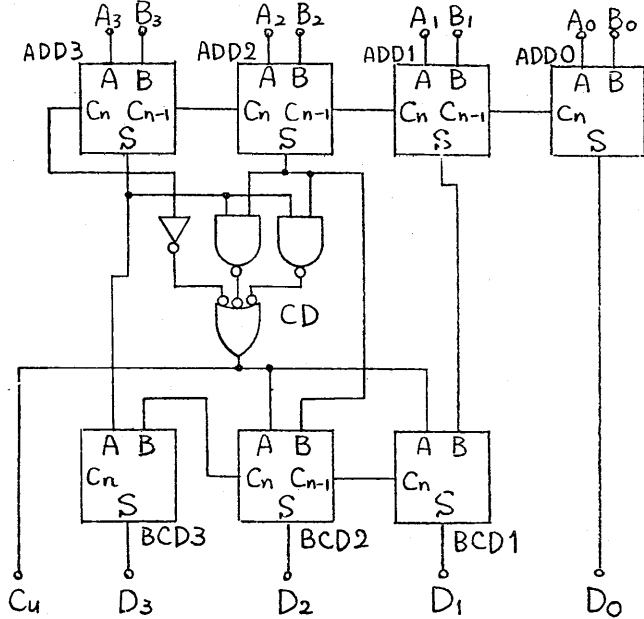 A3 B3 A2 B2 A1 B1 A0 B0
ADD3 ADD2 ADD1 ADD0
A B A B A B A B
Cn Cn-1 Cn Cn-1 Cn Cn-1 Cn
S S S S
CD
A B A B A B
Cn Cn Cn-1 Cn
S S S
BCD3 BCD2 BCD1
Cu D3 D2 D1 D0